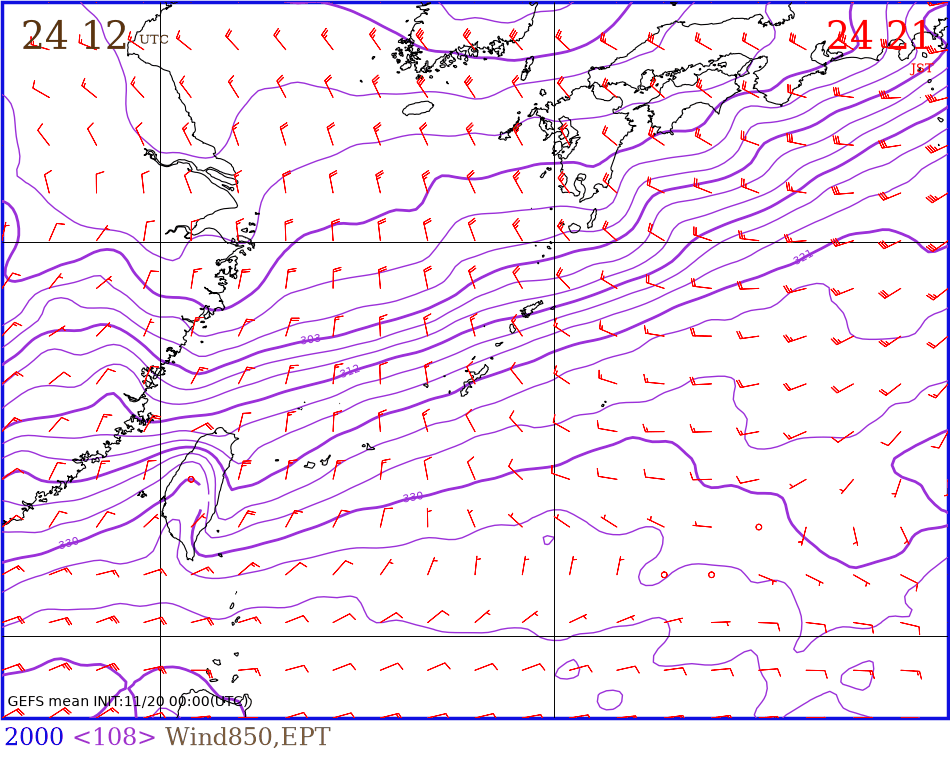 24 12 UTC 24 21
JST
321
303
312
330
330
GEFS mean INIT:11/20 00:00(UTC)
2000 <108> Wind850,EPT